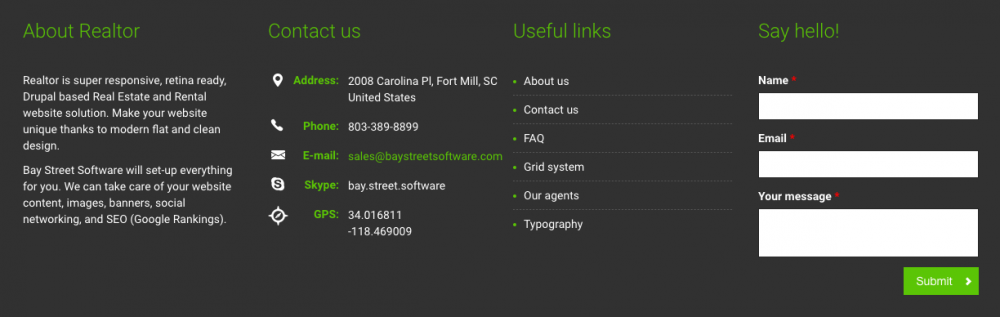 About Realtor
Realtor is super responsive, retina ready,
Drupal based Real Estate and Rental
website solution. Make your website
unique thanks to modern flat and clean
design.
Bay Street Software will set-up everything
for you. We can take care of your website
content, images, banners, social
networking, and SEO (Google Rankings).
Contact us
Address: 2008 Carolina Pl, Fort Mill, SC
United States
Phone: 803-389-8899
E-mail: sales@baystreetsoftware.com
Skype: bay.street.software
GPS: 34.016811
-118.469009
Useful links
About us
Contact us
FAQ
Grid system
Our agents
Typography
Say hello!
Name *
Email *
Your message *
Submit